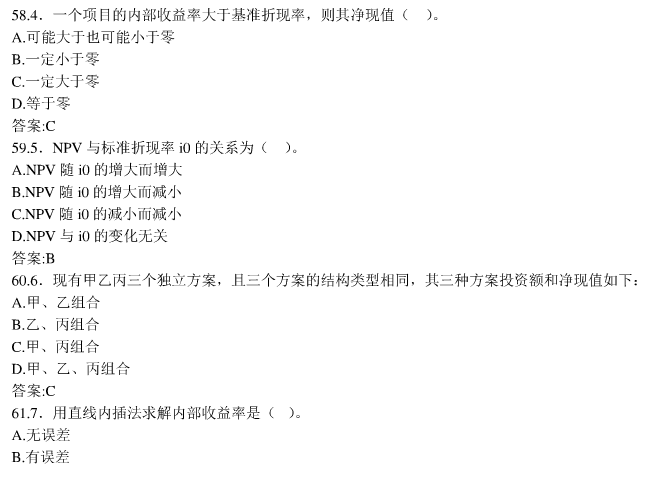 58.4．一个项目的内部收益率大于基准折现率，则其净现值（　）。
A.可能大于也可能小于零
B.一定小于零
C.一定大于零
D.等于零
答案:C
59.5．NPV 与标准折现率 i0 的关系为（　）。
A.NPV 随 i0 的增大而增大
B.NPV 随 i0 的增大而减小
C.NPV 随 i0 的减小而减小
D.NPV 与 i0 的变化无关
答案:B
60.6．现有甲乙丙三个独立方案，且三个方案的结构类型相同，其三种方案投资额和净现值如下：
A.甲、乙组合
B.乙、丙组合
C.甲、丙组合
D.甲、乙、丙组合
答案:C
61.7．用直线内插法求解内部收益率是（　）。
A.无误差
B.有误差